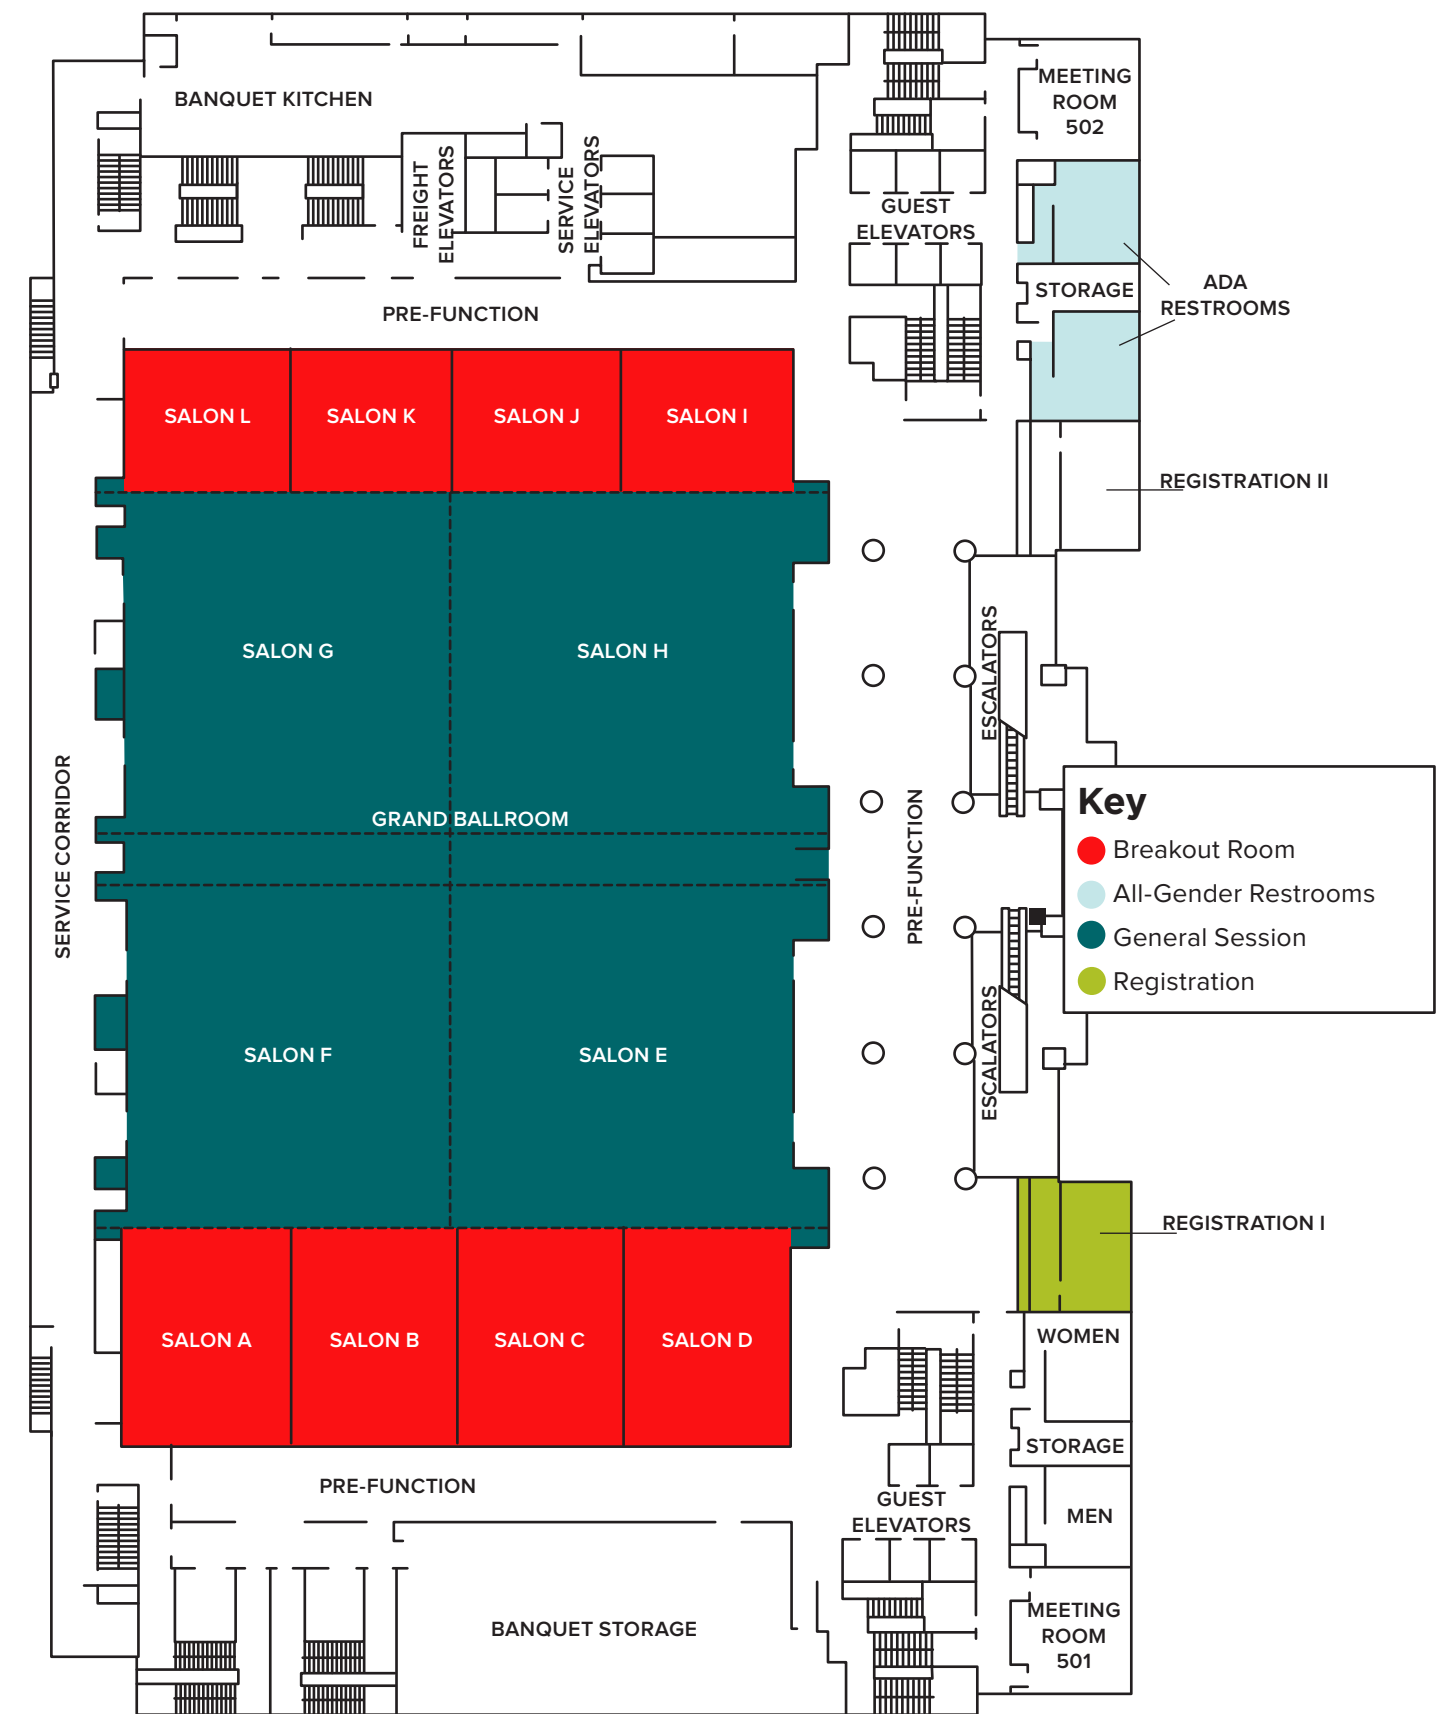 MEETING
ROOM
502
BANQUET KITCHEN
FREIGHT
ELEVATORS
SERVICE
ELEVATORS
GUEST
ELEVATORS
ADA
RESTROOMS
STORAGE
PRE-FUNCTION
SALON L
SALON K
SALON J
SALON I
REGISTRATION II
SALON G
SALON H
ESCALATORS
SERVICE CORRIDOR
GRAND BALLROOM
PRE-FUNCTION
Key
Breakout Room
All-Gender Restrooms
General Session
Registration
SALON F
SALON E
ESCALATORS
REGISTRATION I
SALON A
SALON B
SALON C
SALON D
WOMEN
STORAGE
PRE-FUNCTION
GUEST
ELEVATORS
MEN
BANQUET STORAGE
MEETING
ROOM
501